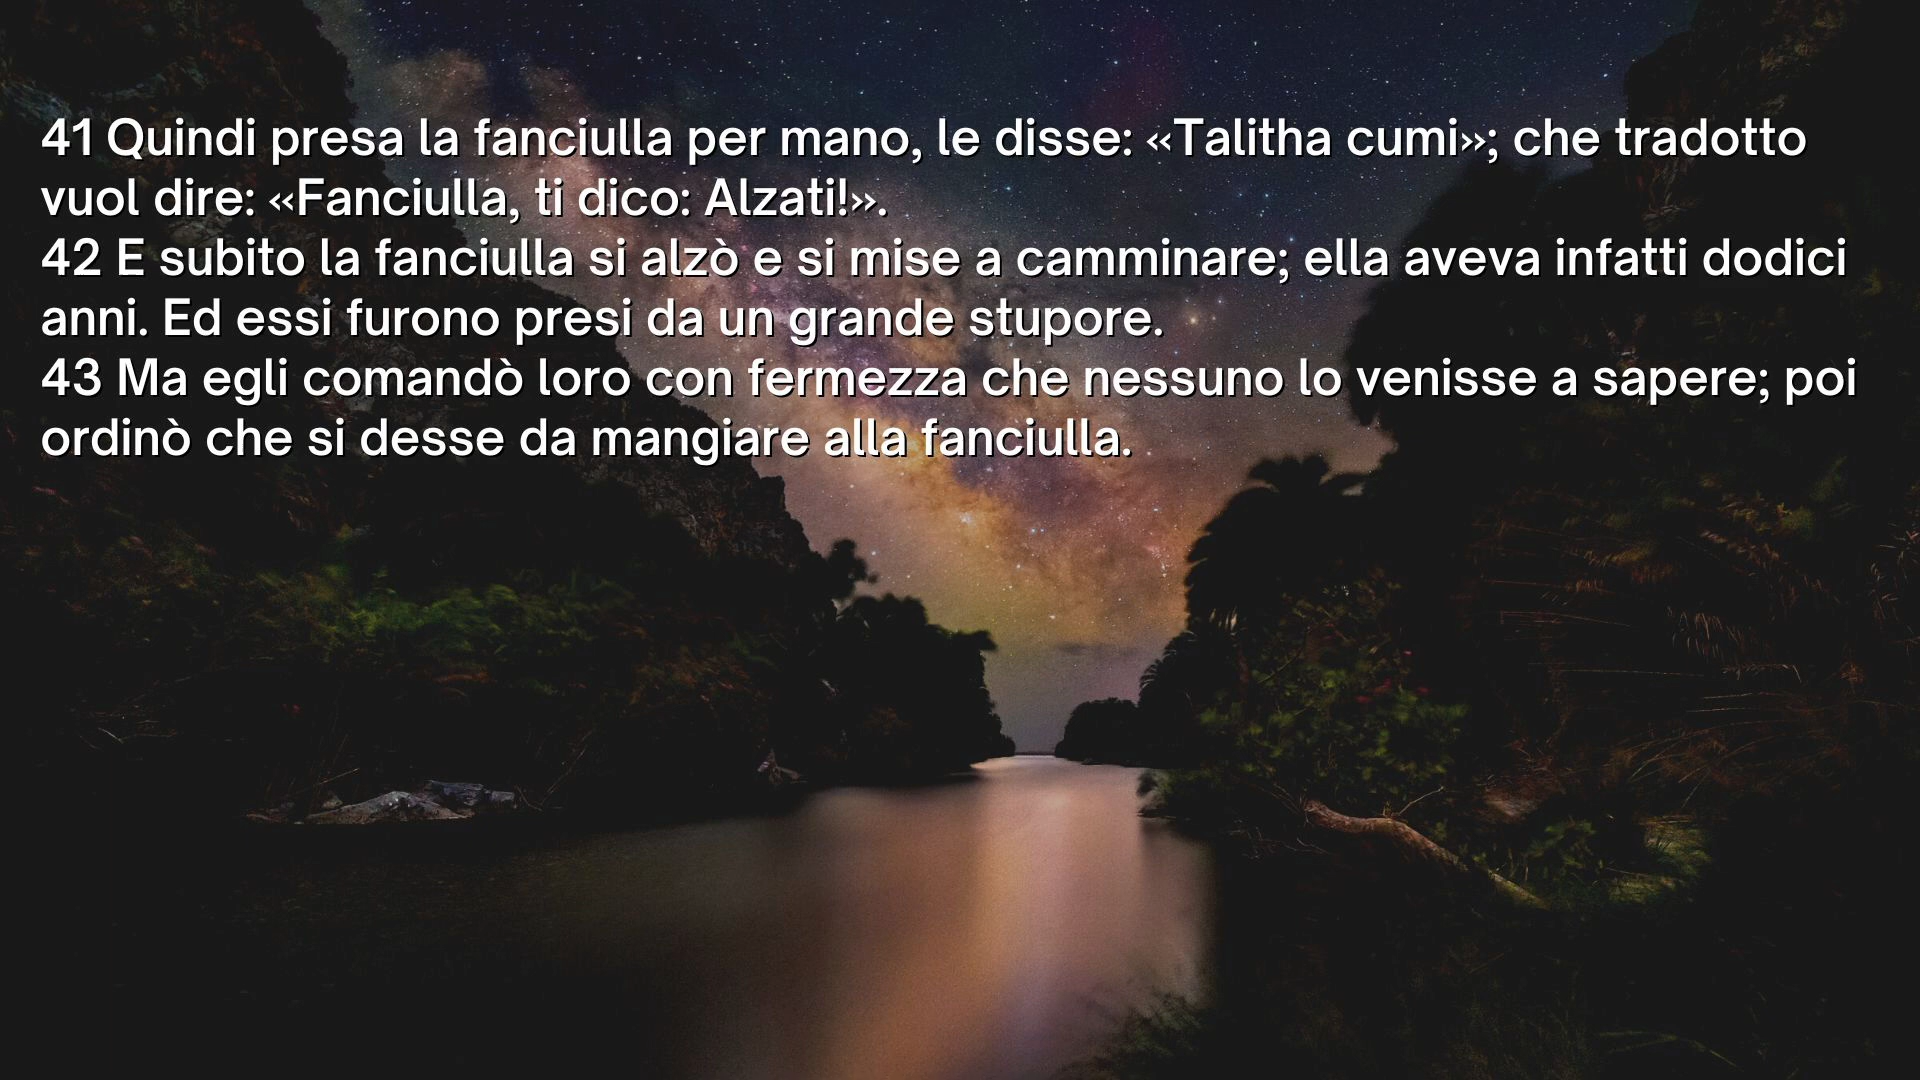 41 Quindi presa la fanciulla per mano, le disse: «Talitha cumi»; che tradotto
vuol dire: «Fanciulla, ti dico: Alzati!».
42 E subito la fanciulla si alzò e si mise a camminare; ella aveva infatti dodici
anni. Ed essi furono presi da un grande stupore.
43 Ma egli comandò loro con fermezza che nessuno lo venisse a sapere; poi
ordinò che si desse da mangiare alla fanciulla.